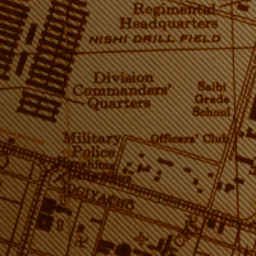 Regimental
Headquarters
NISHI DRILL FIELD
Division
Commanders'
Quarters
Saibi
Grade
School
Military
Police
Officers' Club